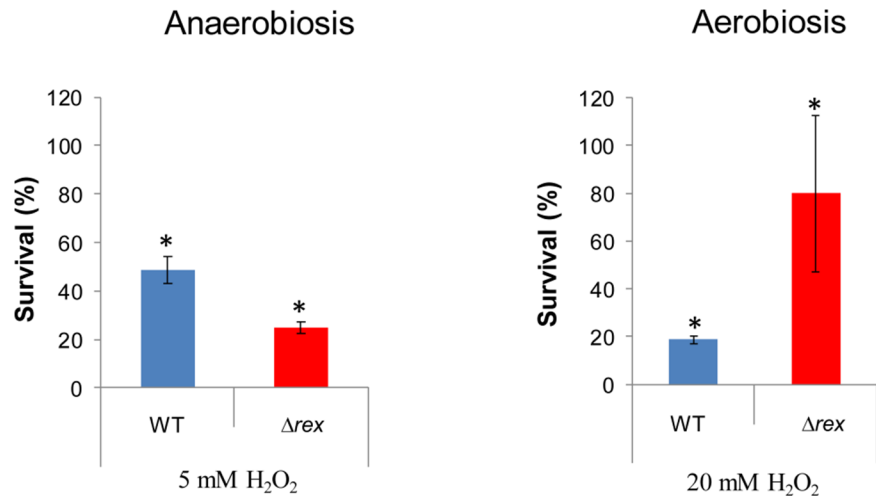 Anaerobiosis
Survival (%)
120
100
80
60
40
20
0
*
*
WT
Δrex
5 mM H₂O₂
Aerobiosis
Survival (%)
120
100
80
60
40
20
0
*
*
WT
Δrex
20 mM H₂O₂